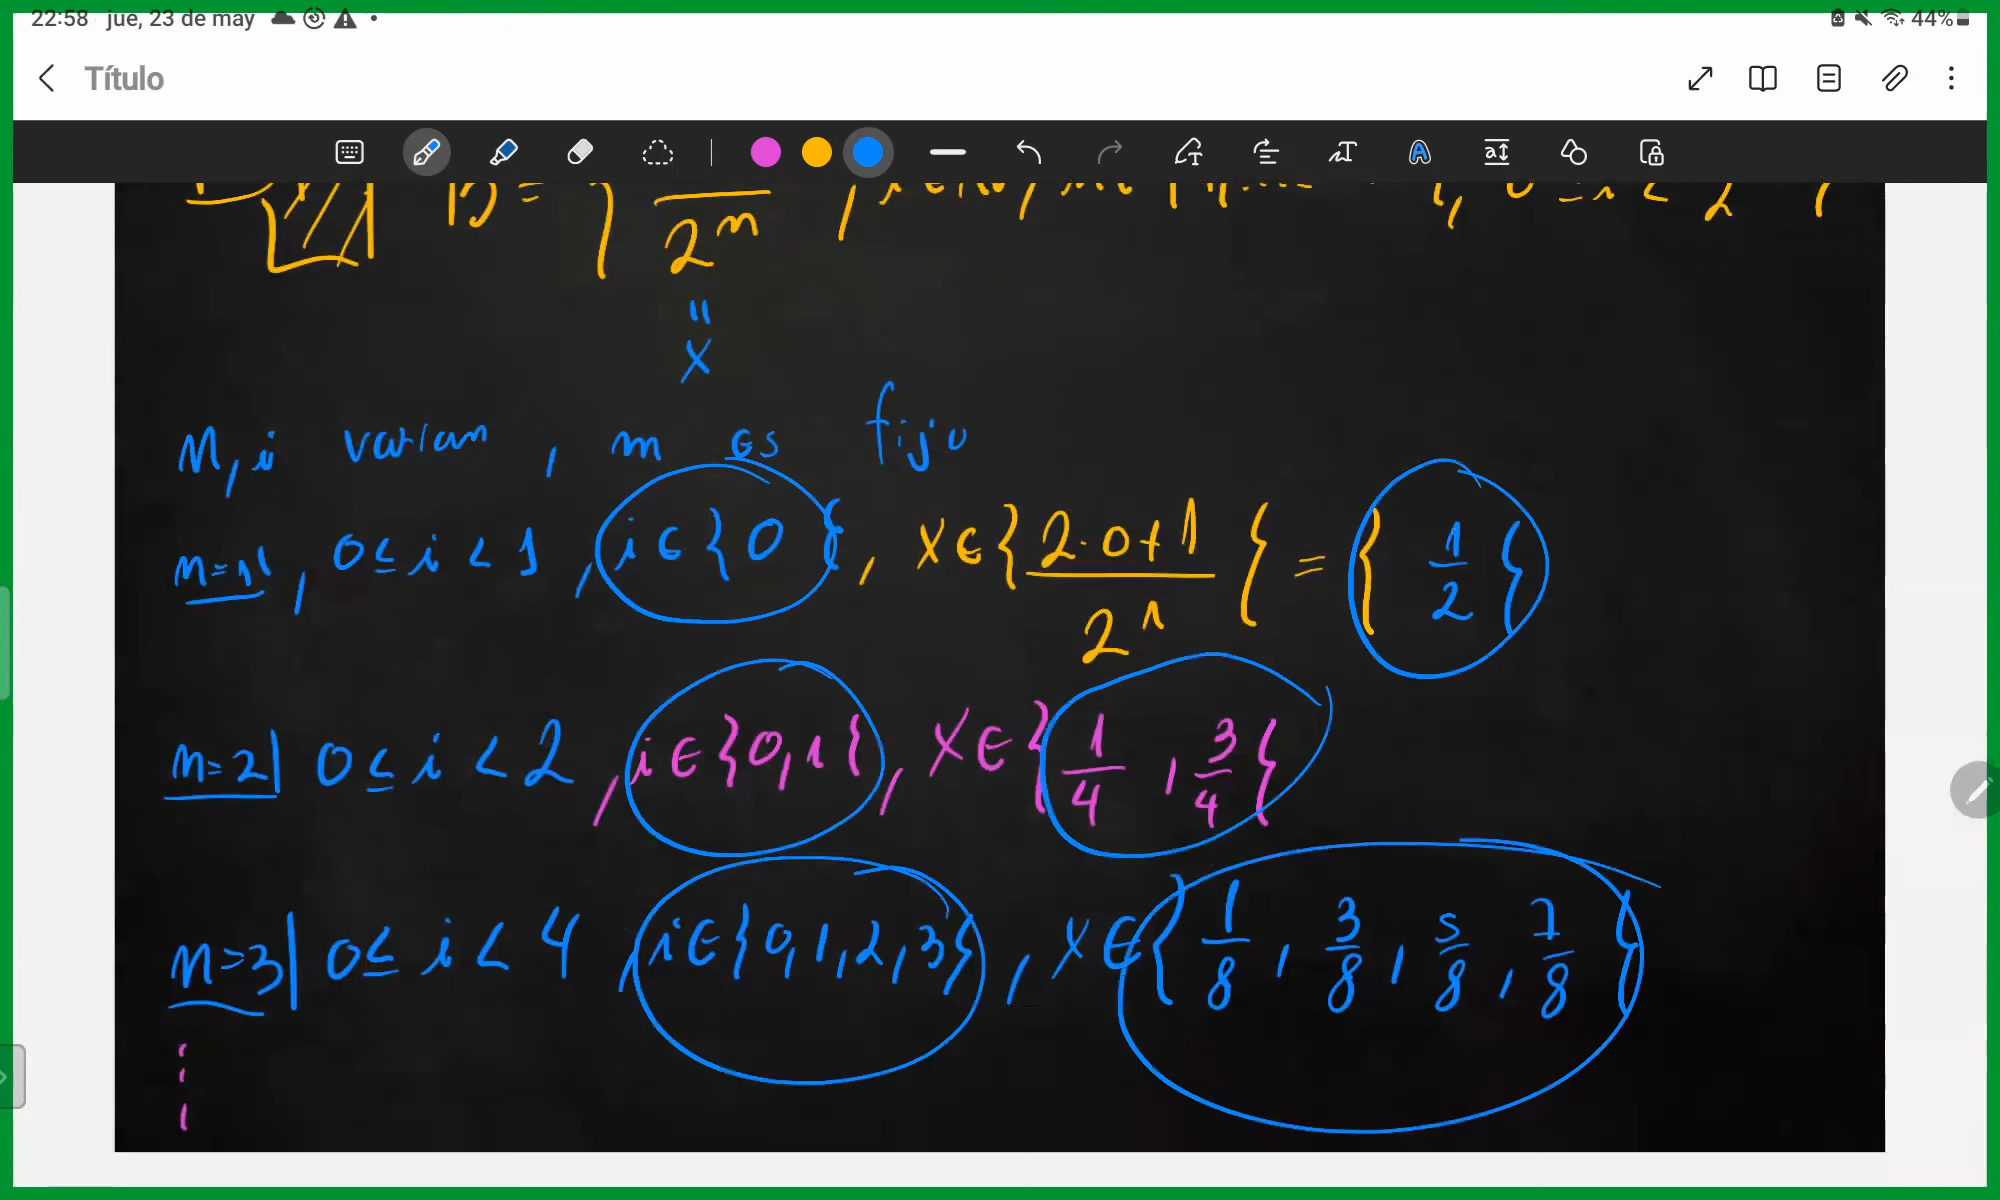 22:58 jue, 23 de may 44%
Título
2^n
"
x
M, i varian, m es fijo
n=1, 0 ≤ i < 1, i ∈ {0}, x ∈ { (2·0+1)/2^1 } = { 1/2 }
n=2| 0 ≤ i < 2, i ∈ {0,1}, x ∈ { 1/4, 3/4 }
n=3| 0 ≤ i < 4, i ∈ {0,1,2,3}, x ∈ { 1/8, 3/8, 5/8, 7/8 }